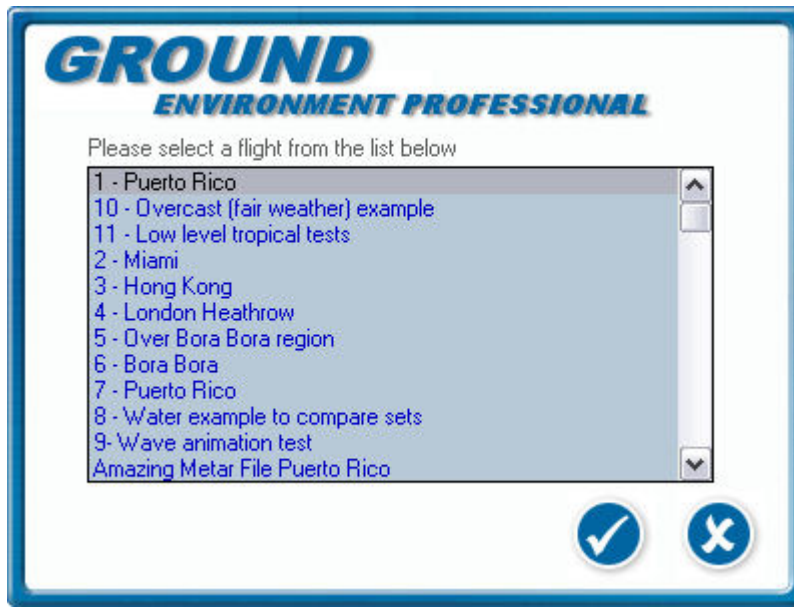 GROUND
ENVIRONMENT PROFESSIONAL
Please select a flight from the list below
1 - Puerto Rico
10 - Overcast (fair weather) example
11 - Low level tropical tests
2 - Miami
3 - Hong Kong
4 - London Heathrow
5 - Over Bora Bora region
6 - Bora Bora
7 - Puerto Rico
8 - Water example to compare sets
9- Wave animation test
Amazing Metar File Puerto Rico